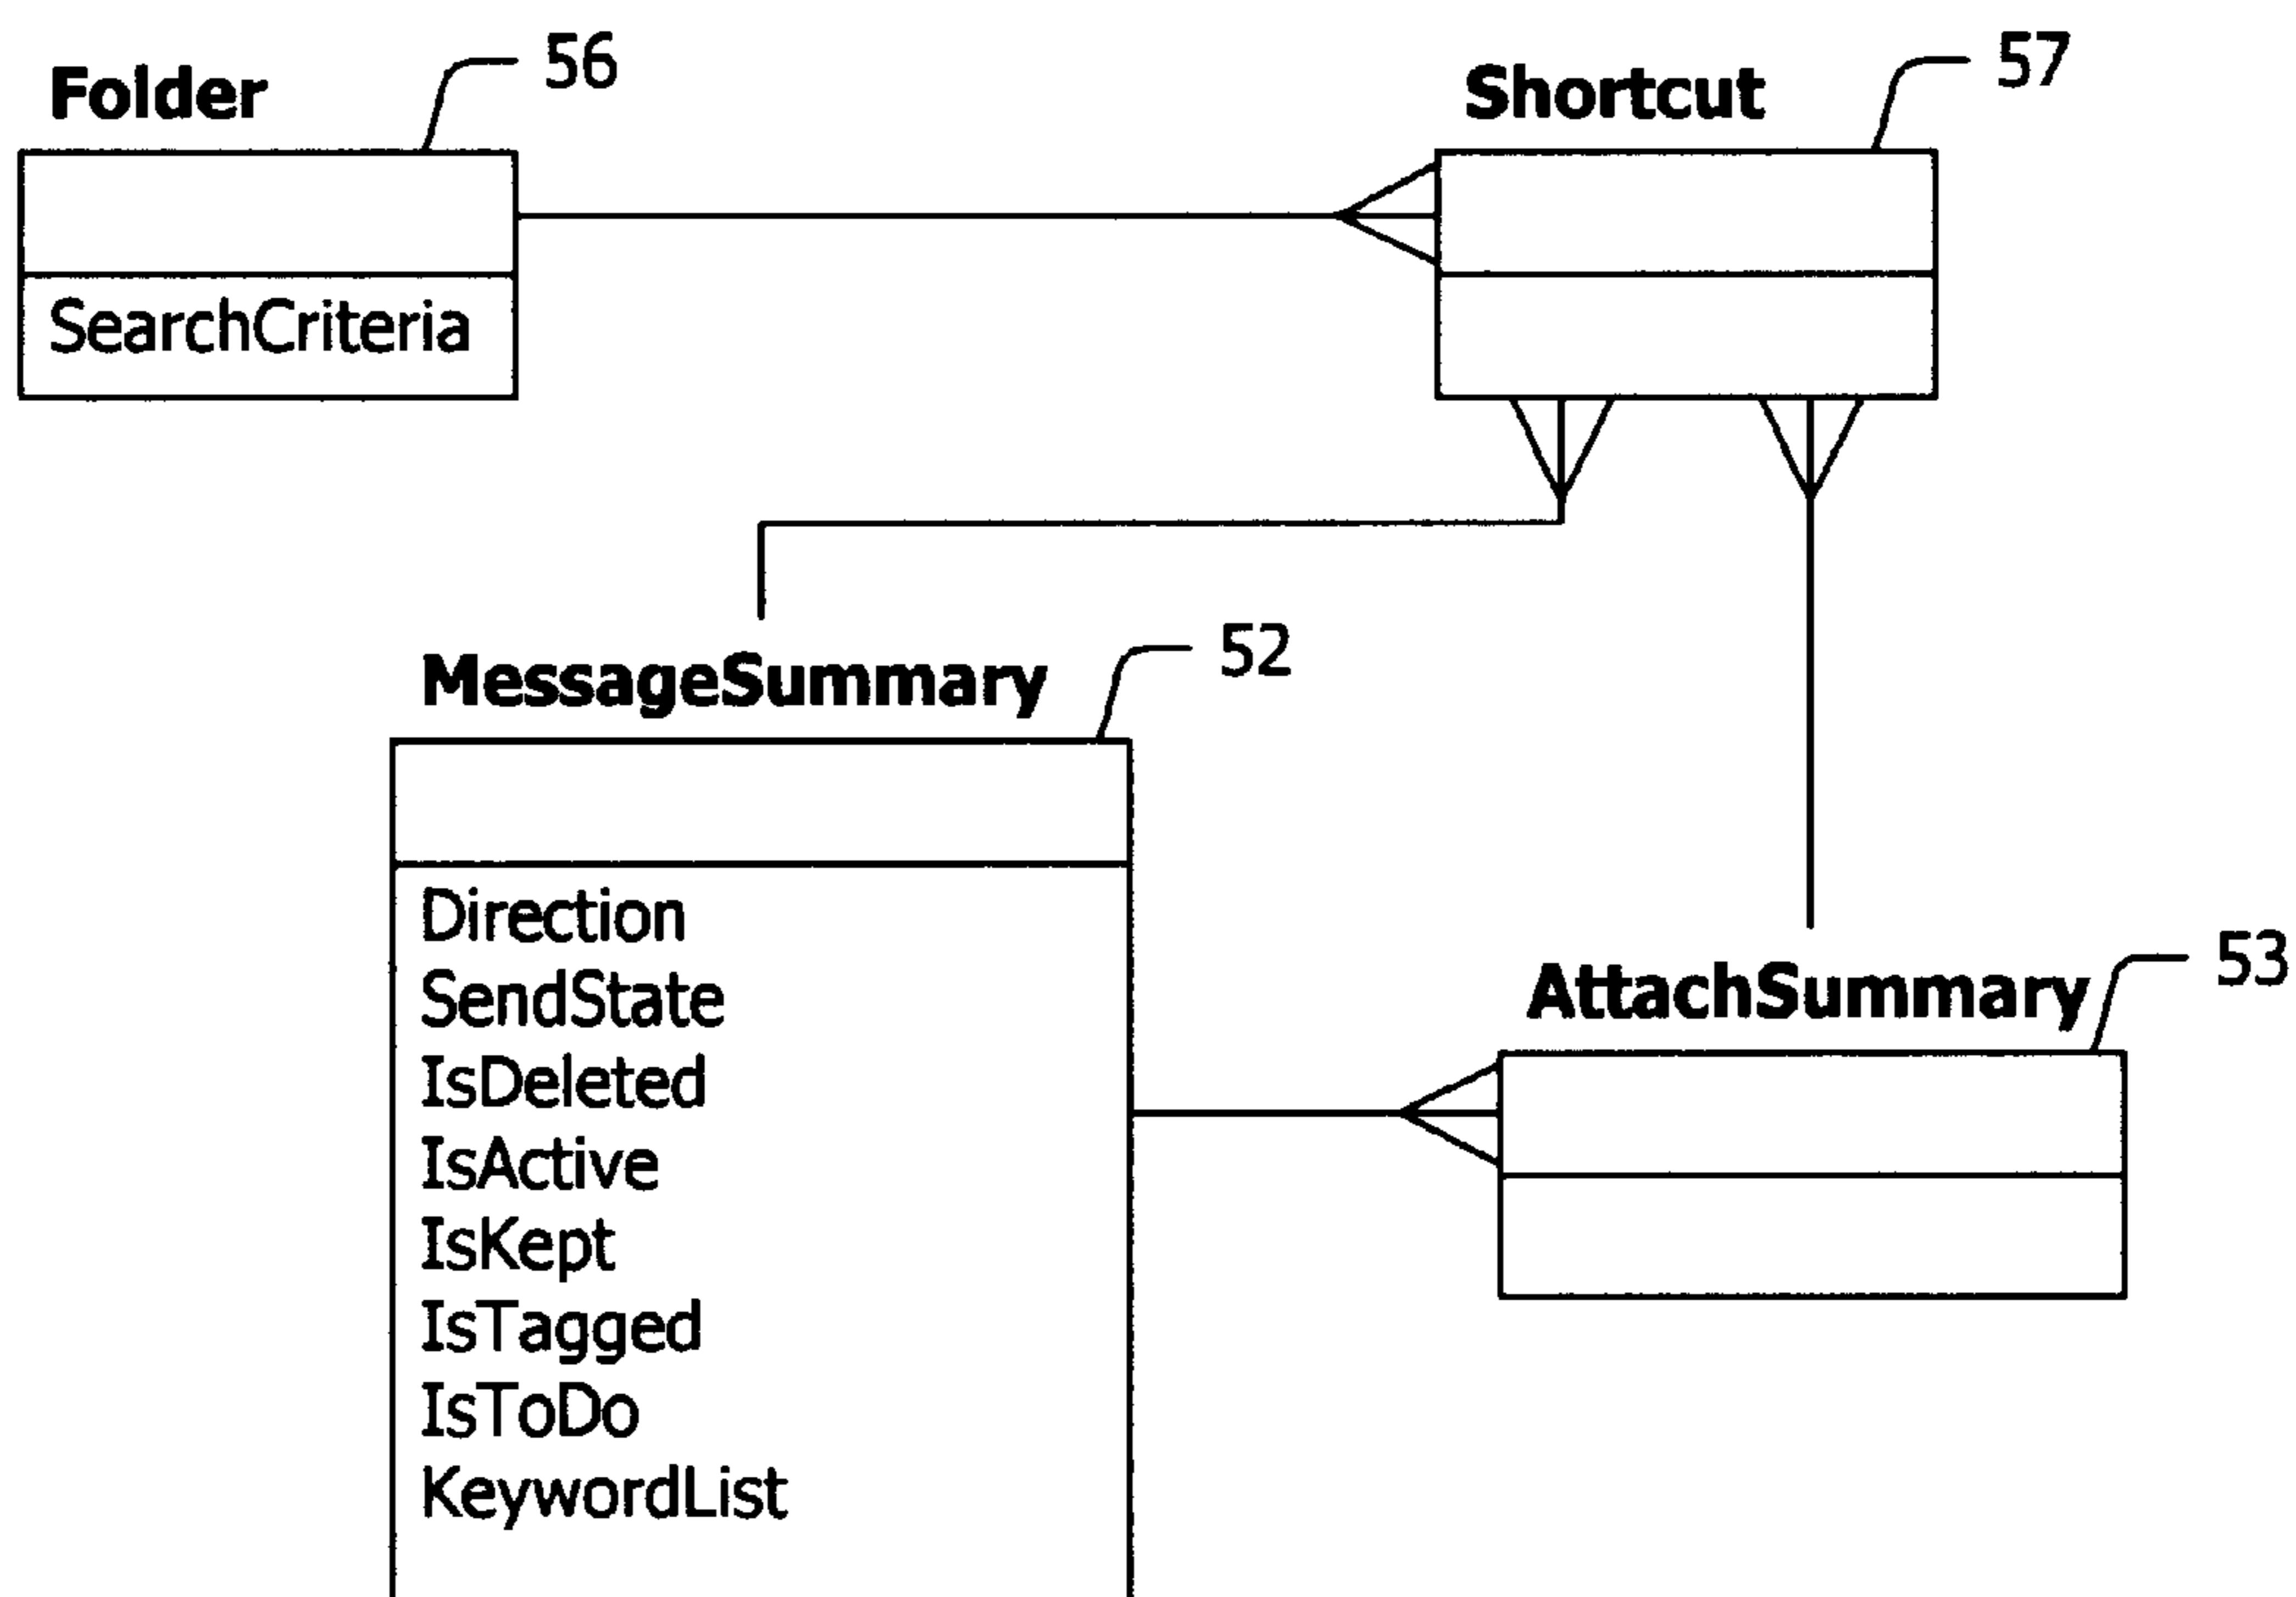 Folder
56
SearchCriteria
Shortcut
57
MessageSummary
52
Direction
SendState
IsDeleted
IsActive
IsKept
IsTagged
IsToDo
KeywordList
AttachSummary
53